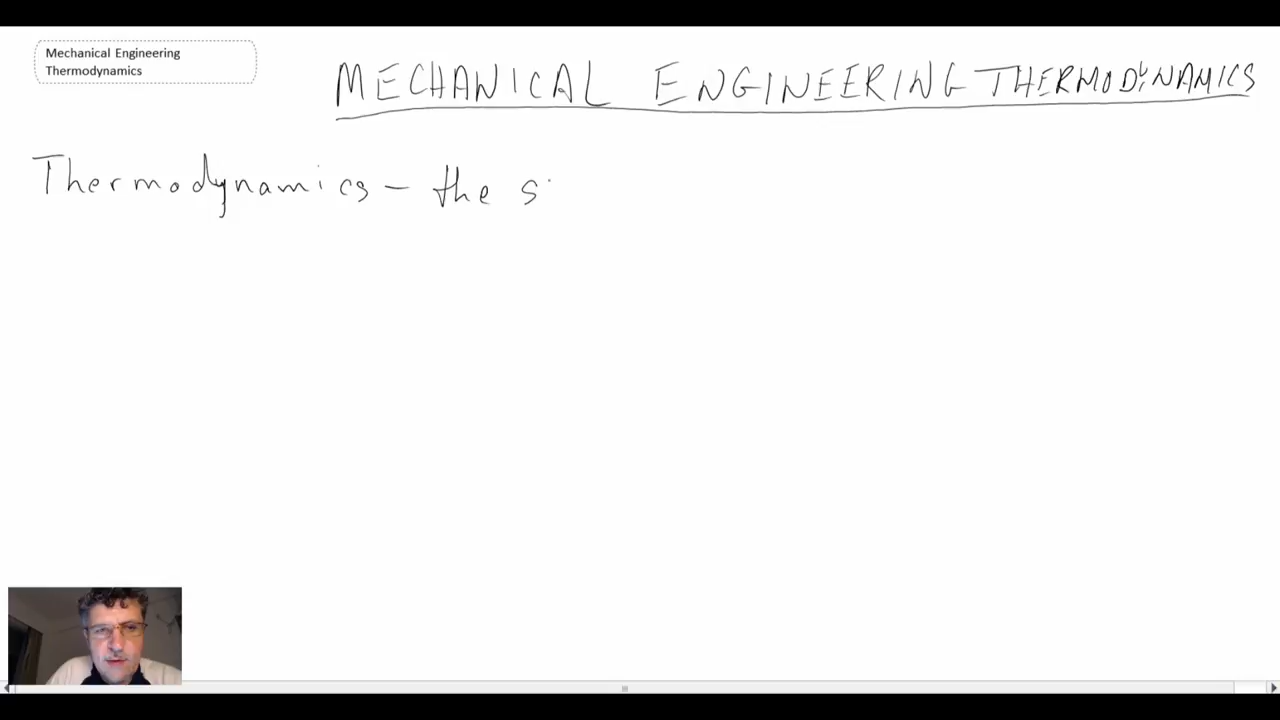 Mechanical Engineering
Thermodynamics
MECHANICAL ENGINEERING THERMODYNAMICS
Thermodynamics - the s